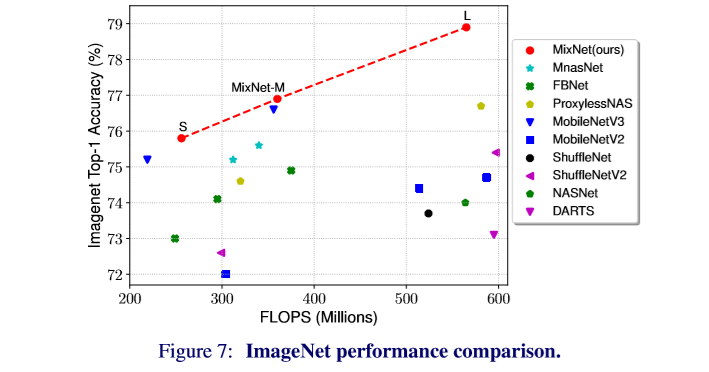 79
78
77
76
75
74
73
72
200
300
400
500
600
Imagenet Top-1 Accuracy (%)
FLOPS (Millions)
S
MixNet-M
L
MixNet(ours)
MnasNet
FBNet
ProxylessNAS
MobileNetV3
MobileNetV2
ShuffleNet
ShuffleNetV2
NASNet
DARTS
Figure 7: ImageNet performance comparison.